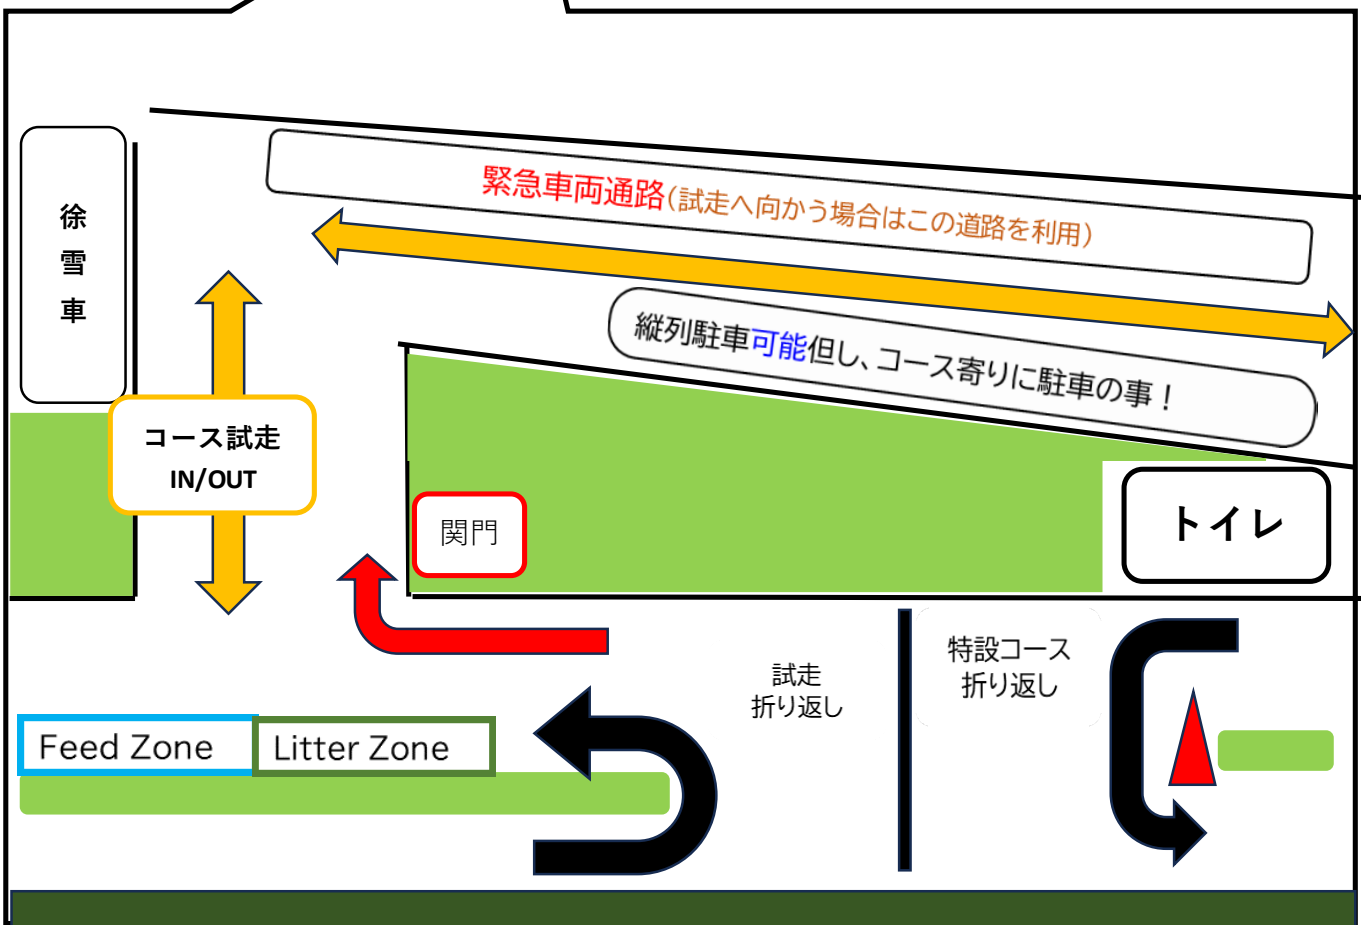 緊急車両通路(試走へ向かう場合はこの道路を利用)
徐
雪
車
縦列駐車可能但し、コース寄りに駐車の事！
コース試走
IN/OUT
関門
トイレ
試走
折り返し
特設コース
折り返し
Feed Zone
Litter Zone